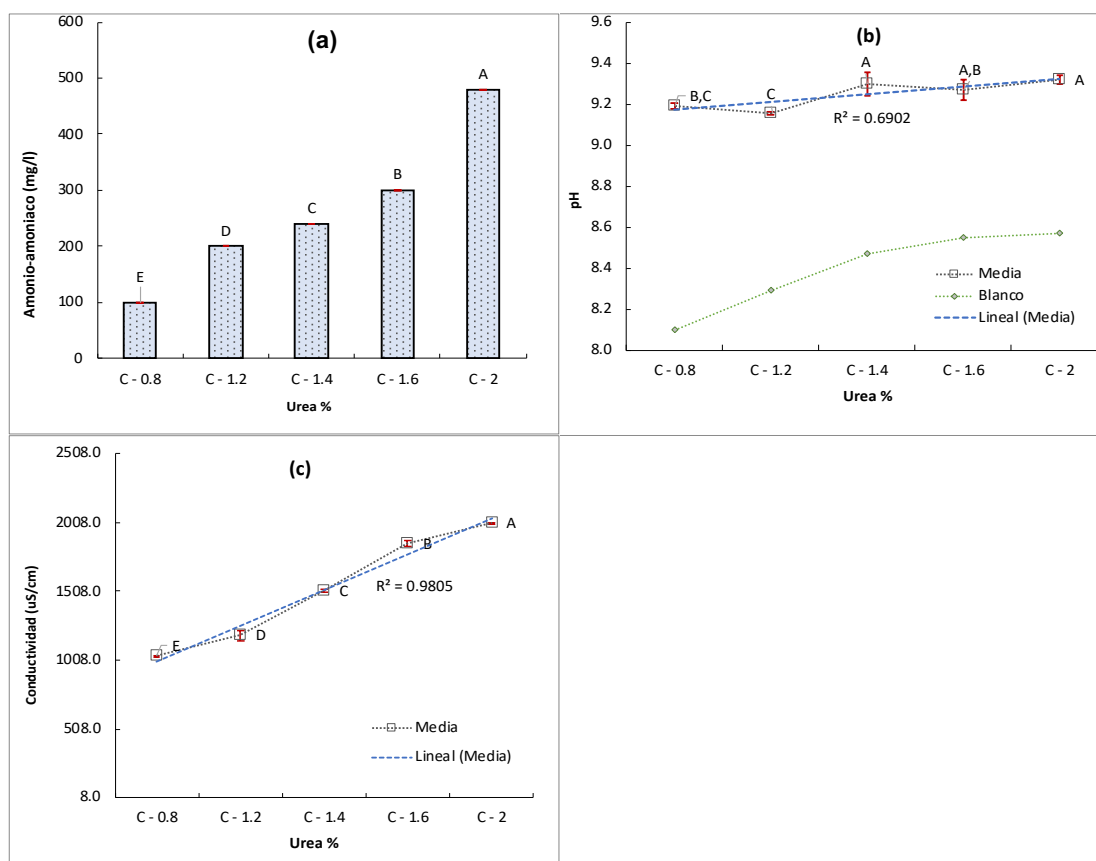 (a)
600
500
400
300
200
100
0
Amonio-amoniaco (mg/l)
E
D
C
B
A
C - 0.8 C - 1.2 C - 1.4 C - 1.6 C - 2
Urea %
(b)
9.6
9.4
9.2
9.0
8.8
8.6
8.4
8.2
8.0
pH
B,C
C
A
A,B
A
R² = 0.6902
Media
Blanco
Lineal (Media)
C - 0.8 C - 1.2 C - 1.4 C - 1.6 C - 2
Urea %
(c)
2508.0
2008.0
1508.0
1008.0
508.0
8.0
Conductividad (uS/cm)
E
D
C
B
A
R² = 0.9805
Media
Lineal (Media)
C - 0.8 C - 1.2 C - 1.4 C - 1.6 C - 2
Urea %